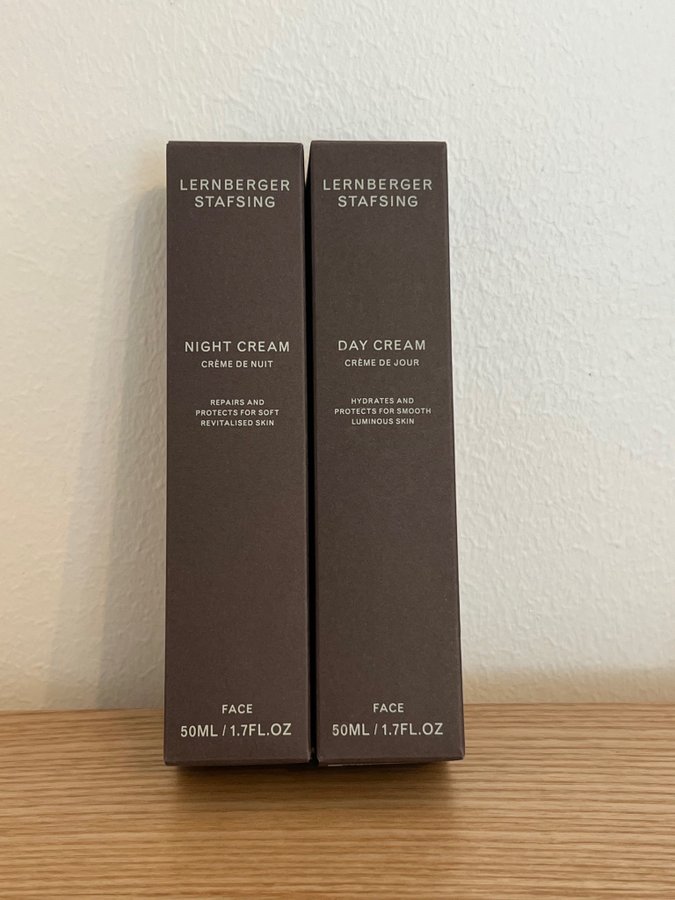 LERNBERGER
STAFSING
NIGHT CREAM
CRÈME DE NUIT
REPAIRS AND
PROTECTS FOR SOFT
REVITALISED SKIN
FACE
50ML / 1.7FL.OZ
LERNBERGER
STAFSING
DAY CREAM
CRÈME DE JOUR
HYDRATES AND
PROTECTS FOR SMOOTH
LUMINOUS SKIN
FACE
50ML / 1.7FL.OZ